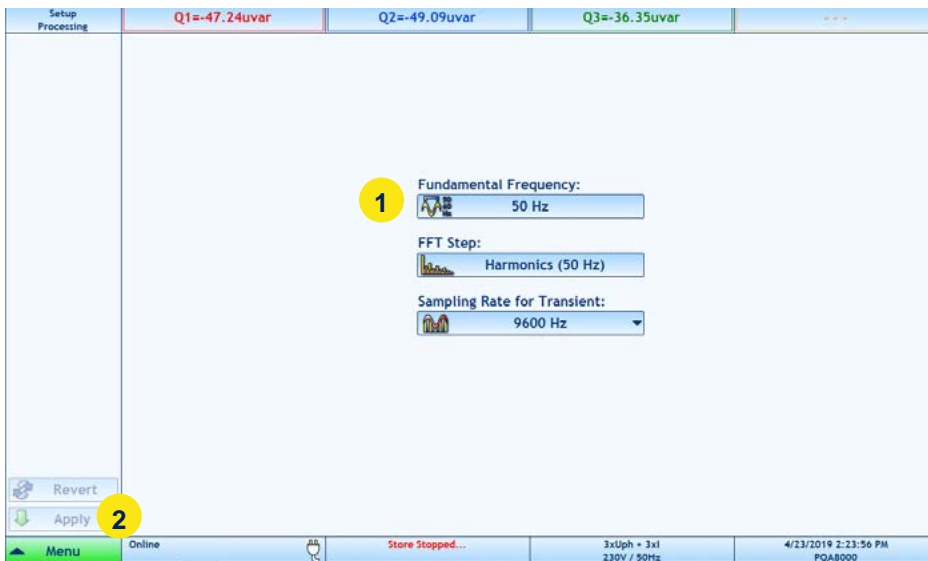 Setup
Processing
Q1=-47.24uvar
Q2=-49.09uvar
Q3=-36.35uvar
---
Fundamental Frequency:
1
50 Hz
FFT Step:
Harmonics (50 Hz)
Sampling Rate for Transient:
9600 Hz
Revert
Apply
2
Menu
Online
Store Stopped...
3xUph + 3xI
230V / 50Hz
4/23/2019 2:23:56 PM
PQA8000